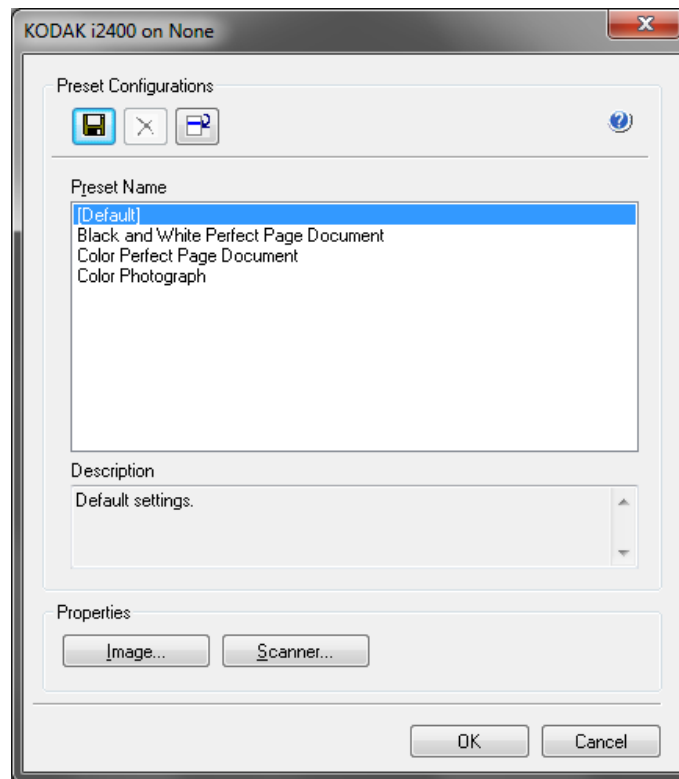 KODAK i2400 on None
Preset Configurations
Preset Name
[Default]
Black and White Perfect Page Document
Color Perfect Page Document
Color Photograph
Description
Default settings.
Properties
Image... Scanner...
OK Cancel